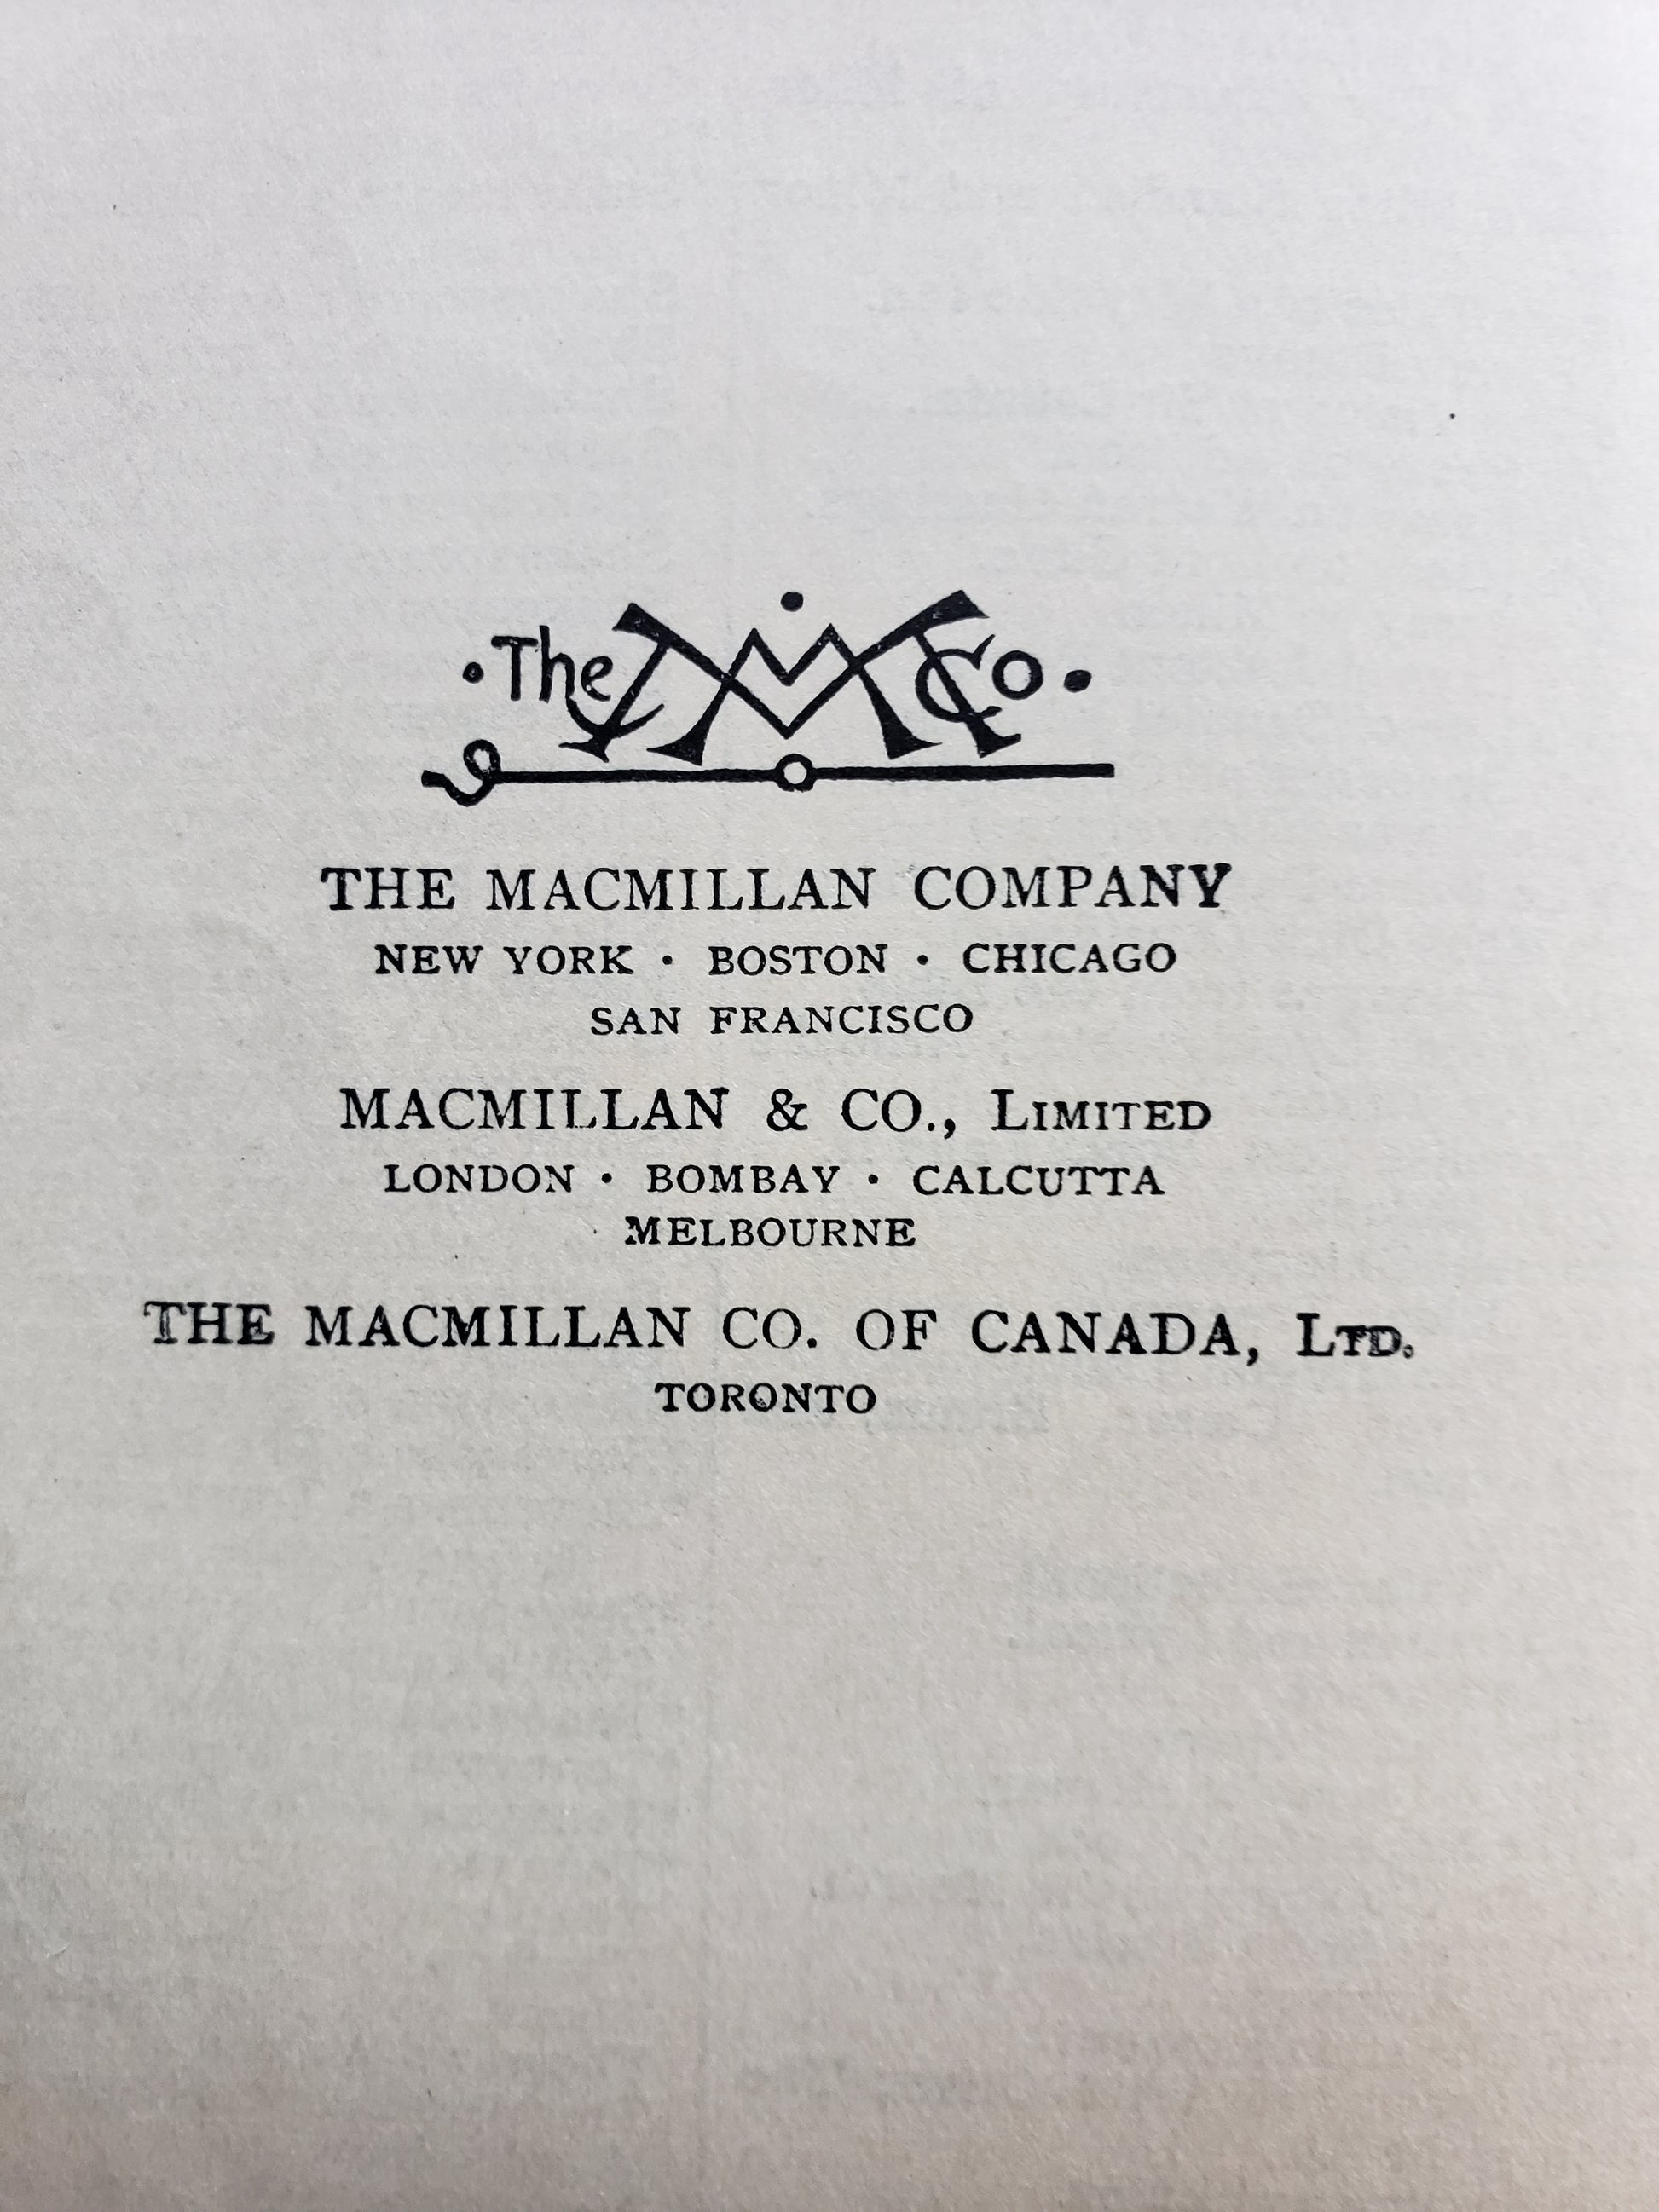 ·The M Co·
THE MACMILLAN COMPANY
NEW YORK · BOSTON · CHICAGO
SAN FRANCISCO
MACMILLAN & CO., LIMITED
LONDON · BOMBAY · CALCUTTA
MELBOURNE
THE MACMILLAN CO. OF CANADA, LTD.
TORONTO